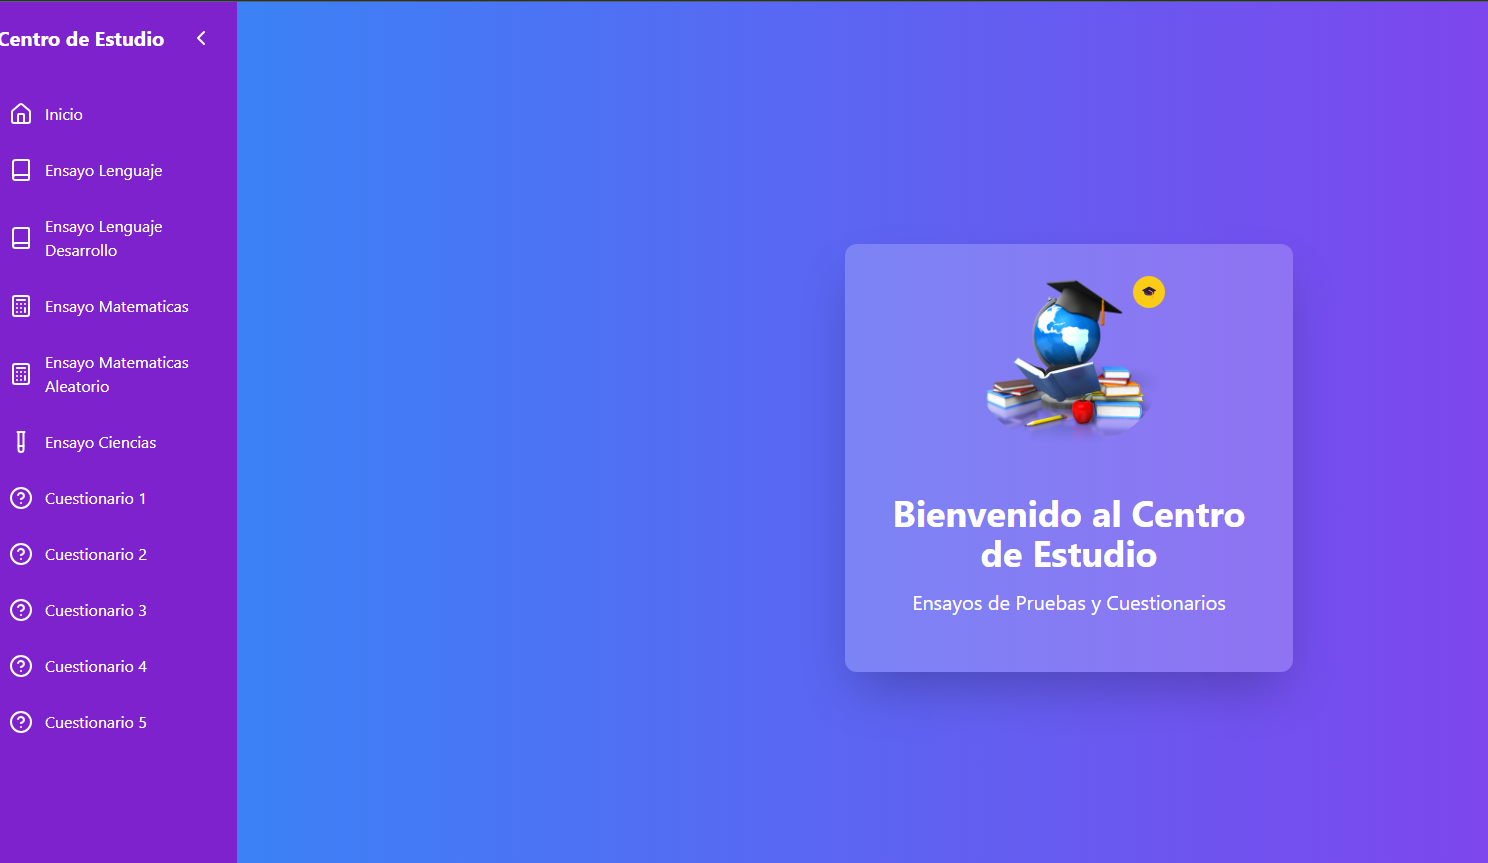 Centro de Estudio
Inicio
Ensayo Lenguaje
Ensayo Lenguaje
Desarrollo
Ensayo Matematicas
Ensayo Matematicas
Aleatorio
Ensayo Ciencias
Cuestionario 1
Cuestionario 2
Cuestionario 3
Cuestionario 4
Cuestionario 5
Bienvenido al Centro
de Estudio
Ensayos de Pruebas y Cuestionarios